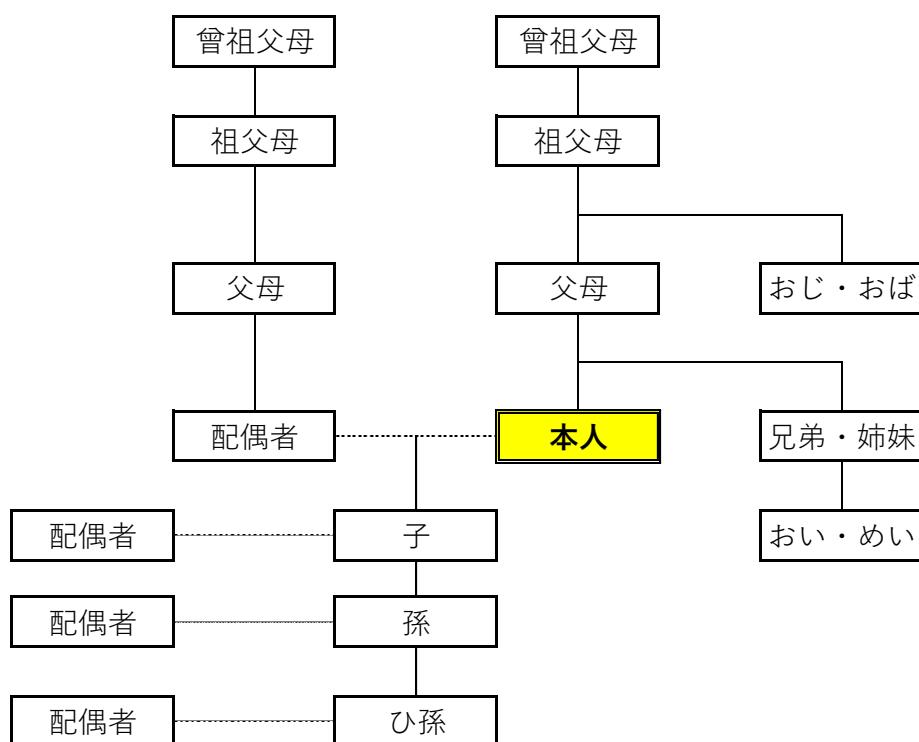 曾祖父母
曾祖父母
祖父母
祖父母
父母
父母
おじ・おば
配偶者
本人
兄弟・姉妹
配偶者
子
おい・めい
配偶者
孫
配偶者
ひ孫